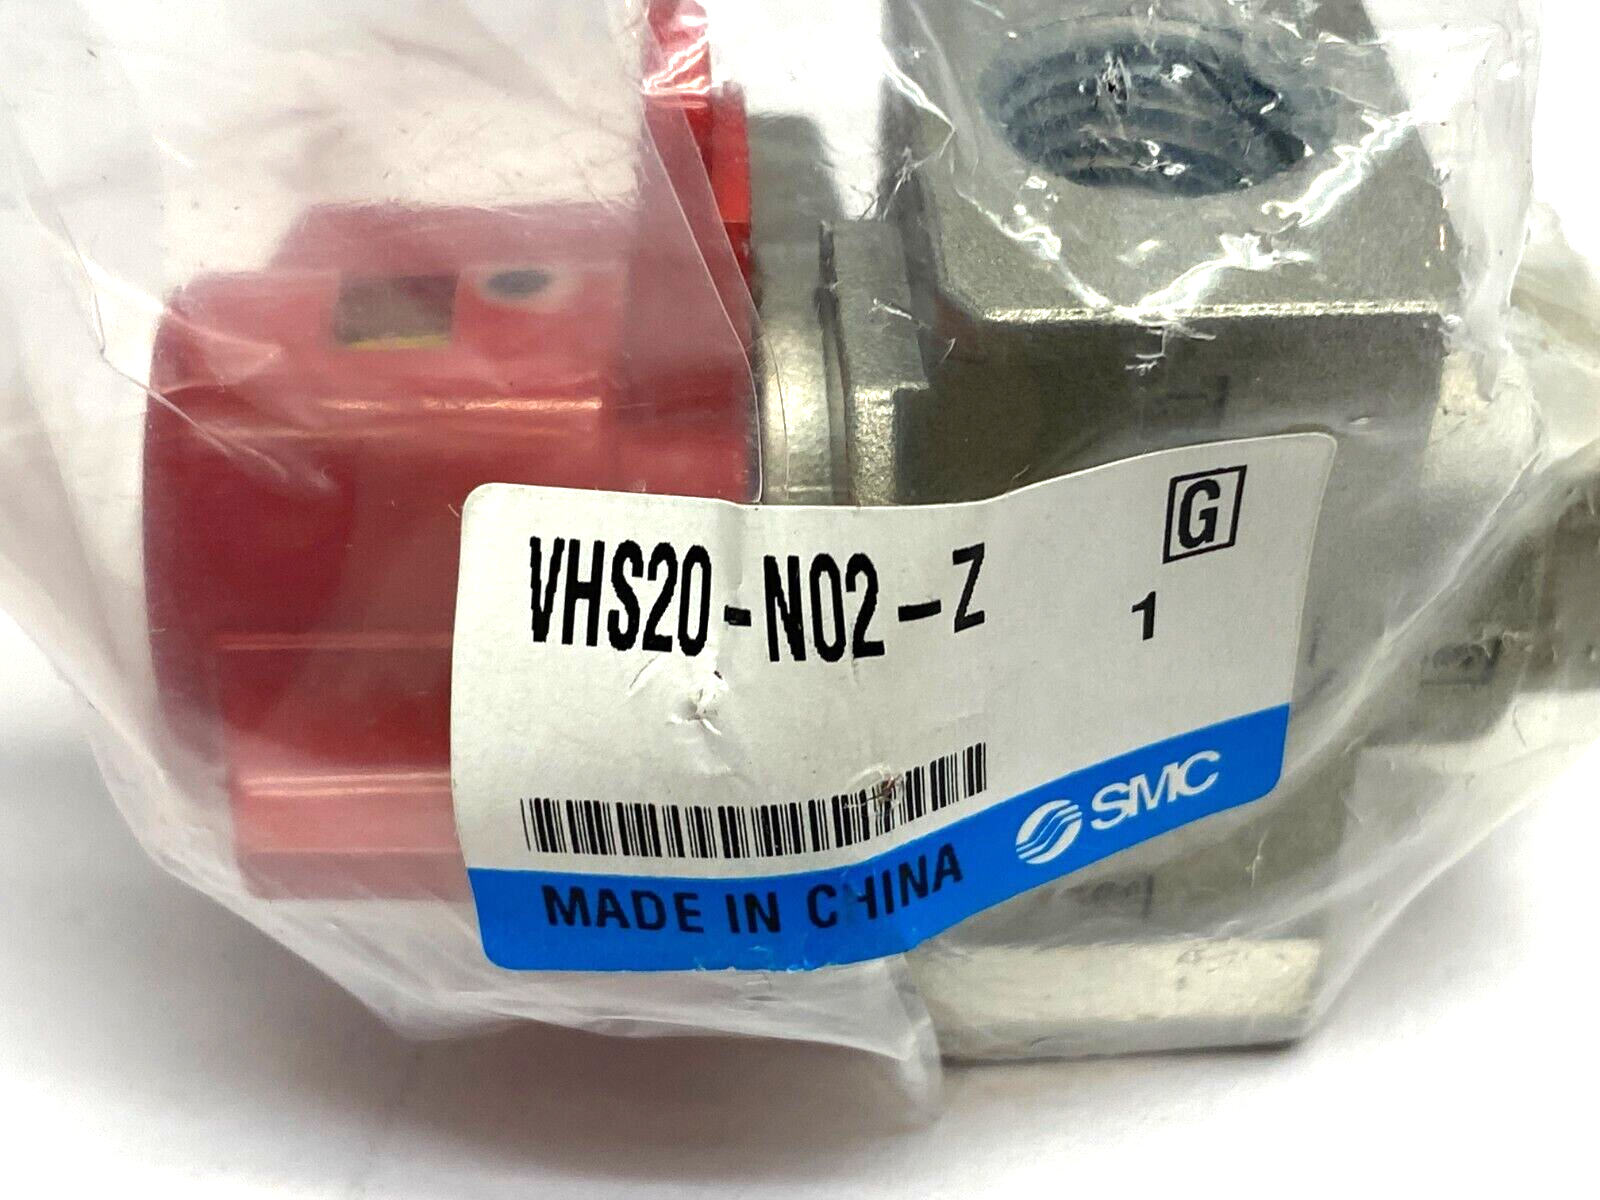 VHS20-N02-Z
G
1
SMC
MADE IN CHINA